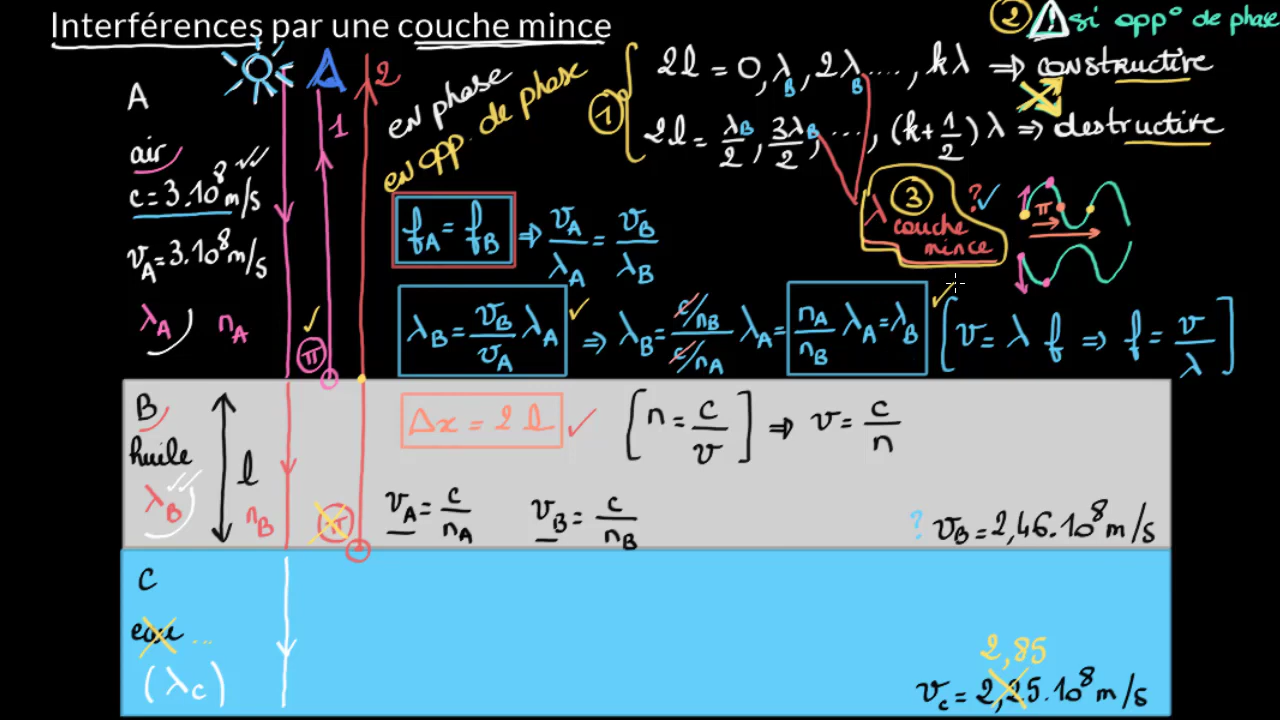 Interférences par une couche mince
② ! si opp° de phase
A
1
2
en phase
en opp. de phase
①
2l = 0, λB, 2λB ...., kλ ⇒ constructive
2l = λB/2, 3λB/2, ..., (k+1/2) λ ⇒ destructive
air
c = 3.10⁸ m/s ✓✓
vA = 3.10⁸ m/s
λA nA
π ✓
fA = fB ⇒ vA/λA = vB/λB
③ ? ✓
λ couche
mince
π
λB = vB/vA λA ✓ ⇒ λB = (c/nB)/(c/nA) λA = nA/nB λA = λB ✓ [v = λ f ⇒ f = v/λ]
B
huile
λB ✓✓ nB
l
π
Δx = 2 l ✓ [n = c/v] ⇒ v = c/n
vA = c/nA vB = c/nB
? vB = 2,46.10⁸ m/s
C
eau ...
(λc)
2,85
vc = 2,25.10⁸ m/s